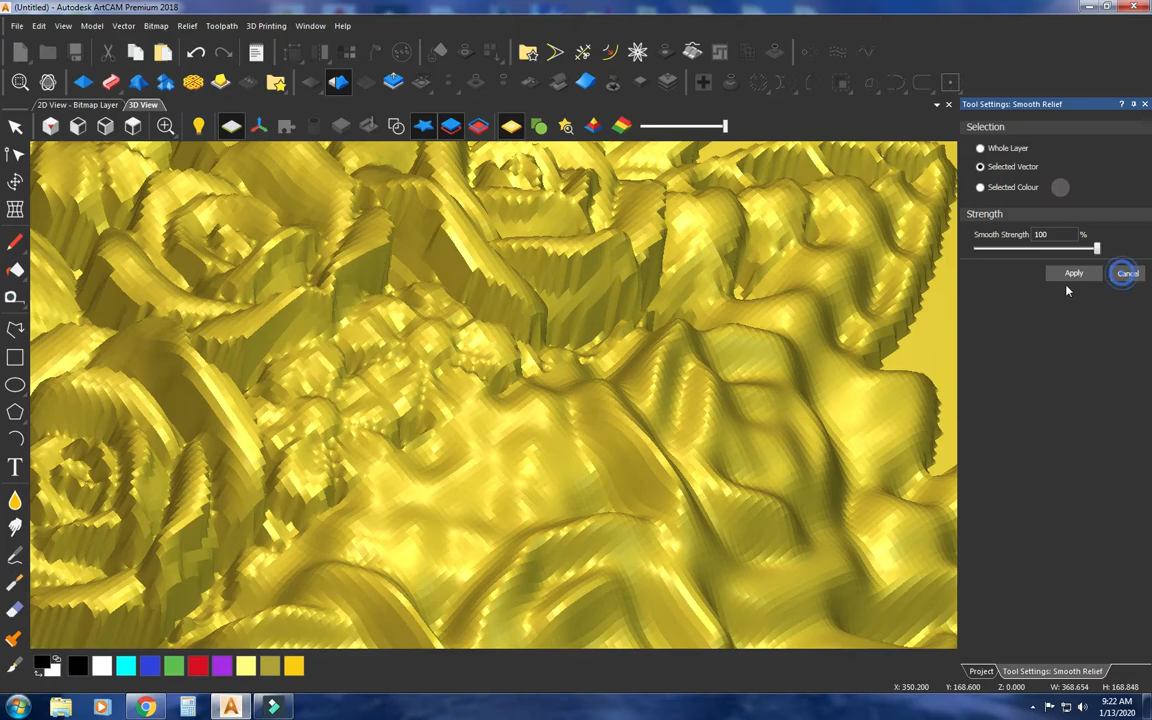 (Untitled) - Autodesk ArtCAM Premium 2018
File Edit View Model Vector Bitmap Relief Toolpath 3D Printing Window Help
2D View - Bitmap Layer 3D View
Tool Settings: Smooth Relief
Selection
Whole Layer
Selected Vector
Selected Colour
Strength
Smooth Strength 100 %
Apply Cancel
Project Tool Settings: Smooth Relief
X: 350.200 Y: 168.600 Z: 0.000 W: 368.654 H: 168.848
9:22 AM
1/13/2020